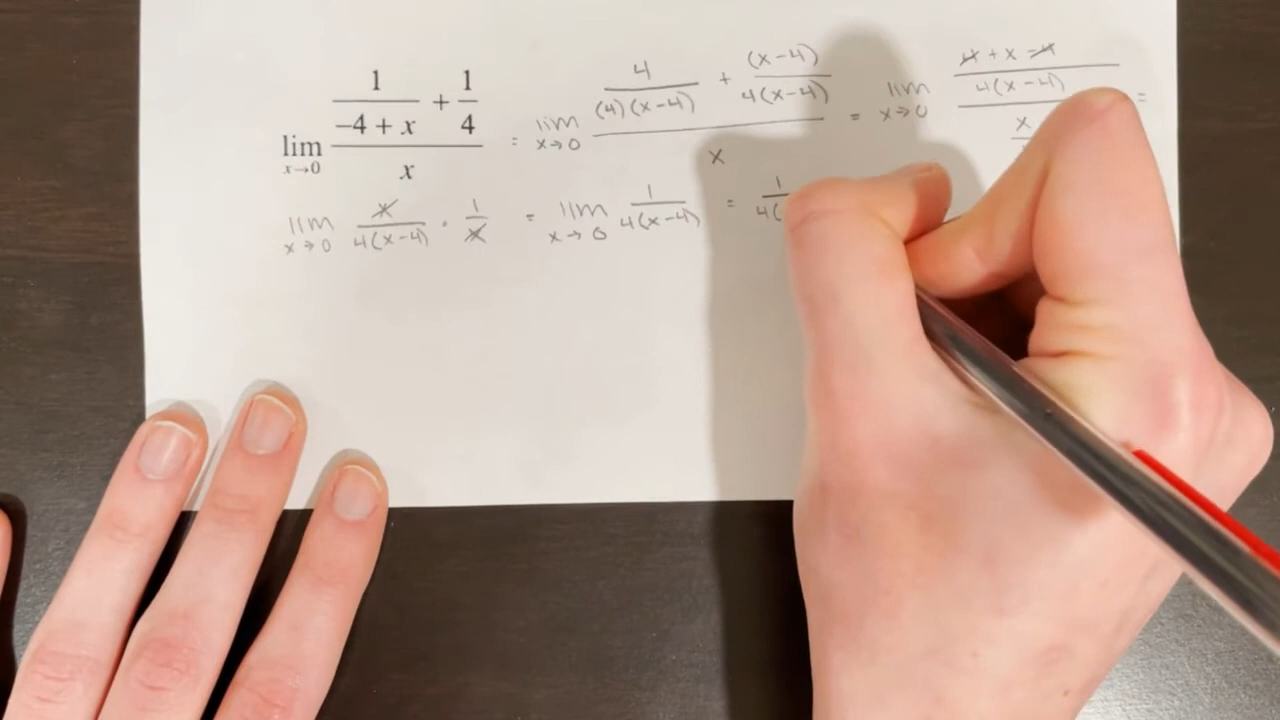 lim x→0 (1/(−4 + x) + 1/4)/x = lim x→0 (4/((4)(x−4)) + (x−4)/(4(x−4)))/x = lim x→0 ((4 + x − 4)/(4(x−4)))/(x/ =
lim x→0 x/(4(x−4)) · 1/x = lim x→0 1/(4(x−4)) = 1/4(